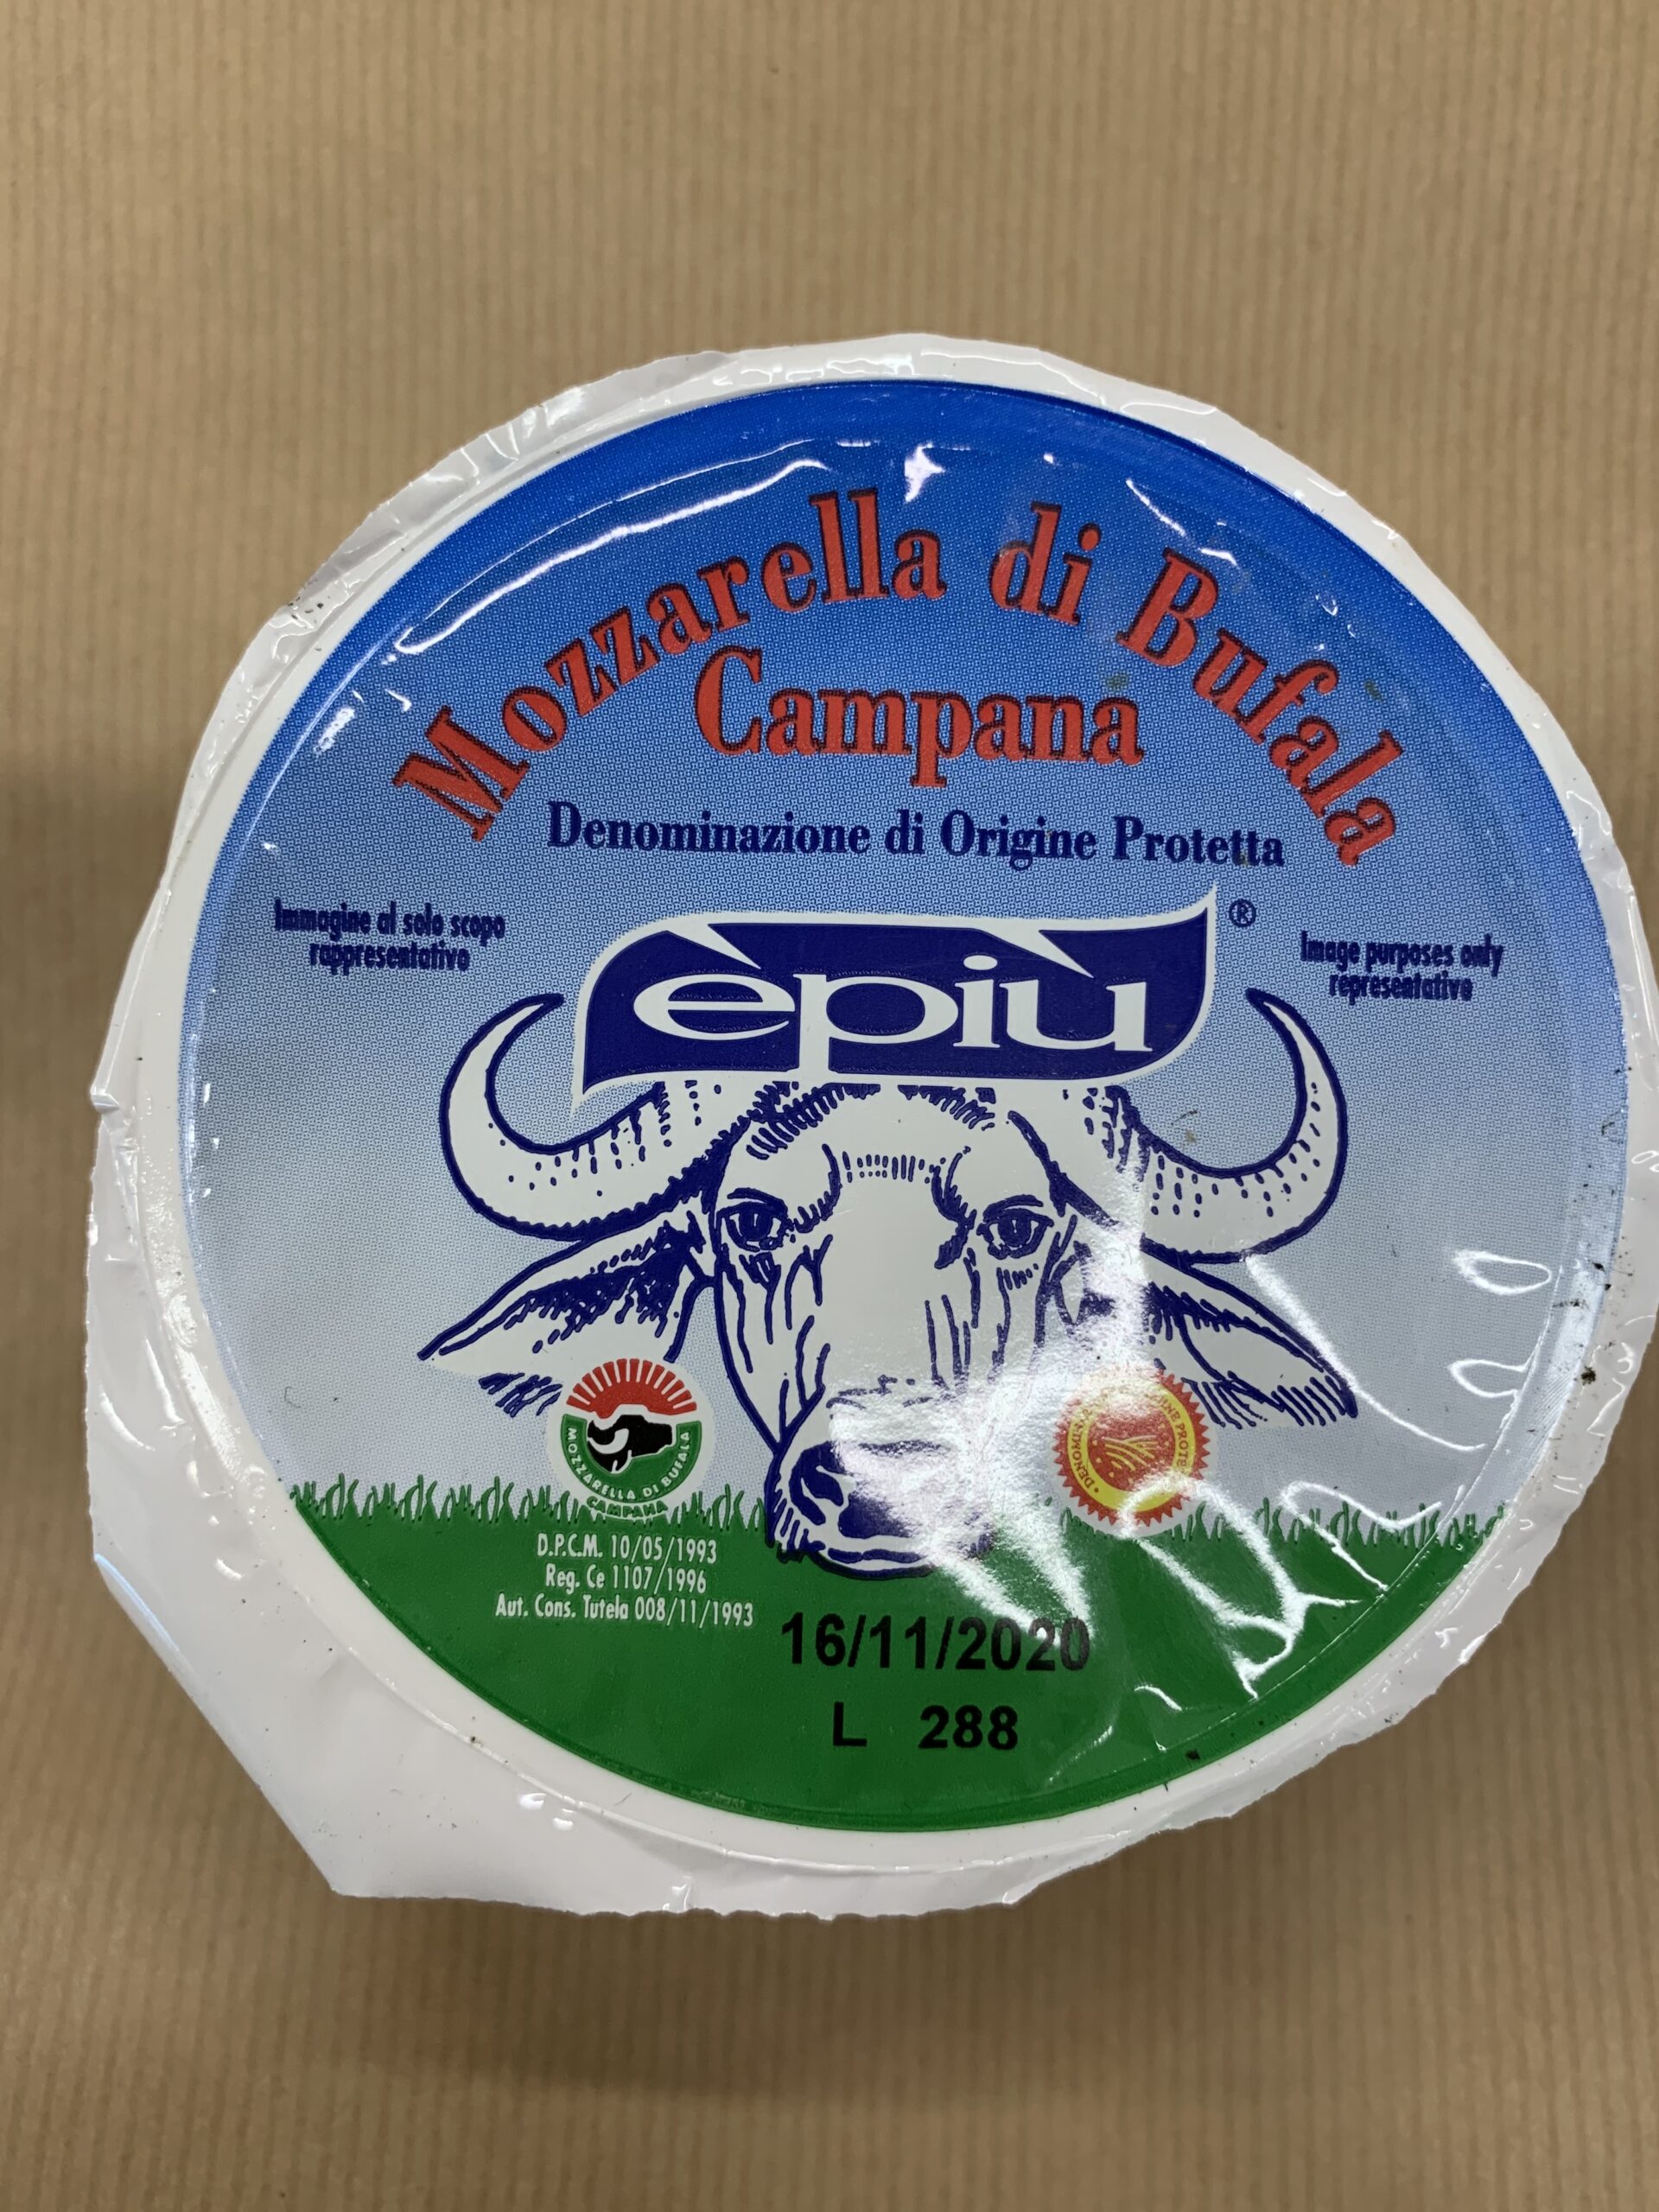 Mozzarella di Bufala
Campana
Denominazione di Origine Protetta
Immagine al solo scopo
rappresentativo
®
Image purposes only
representative
èpiù
MOZZARELLA DI BUFALA
CAMPANA
D.P.C.M. 10/05/1993
Reg. Ce 1107/1996
Aut. Cons. Tutela 008/11/1993
16/11/2020
L 288